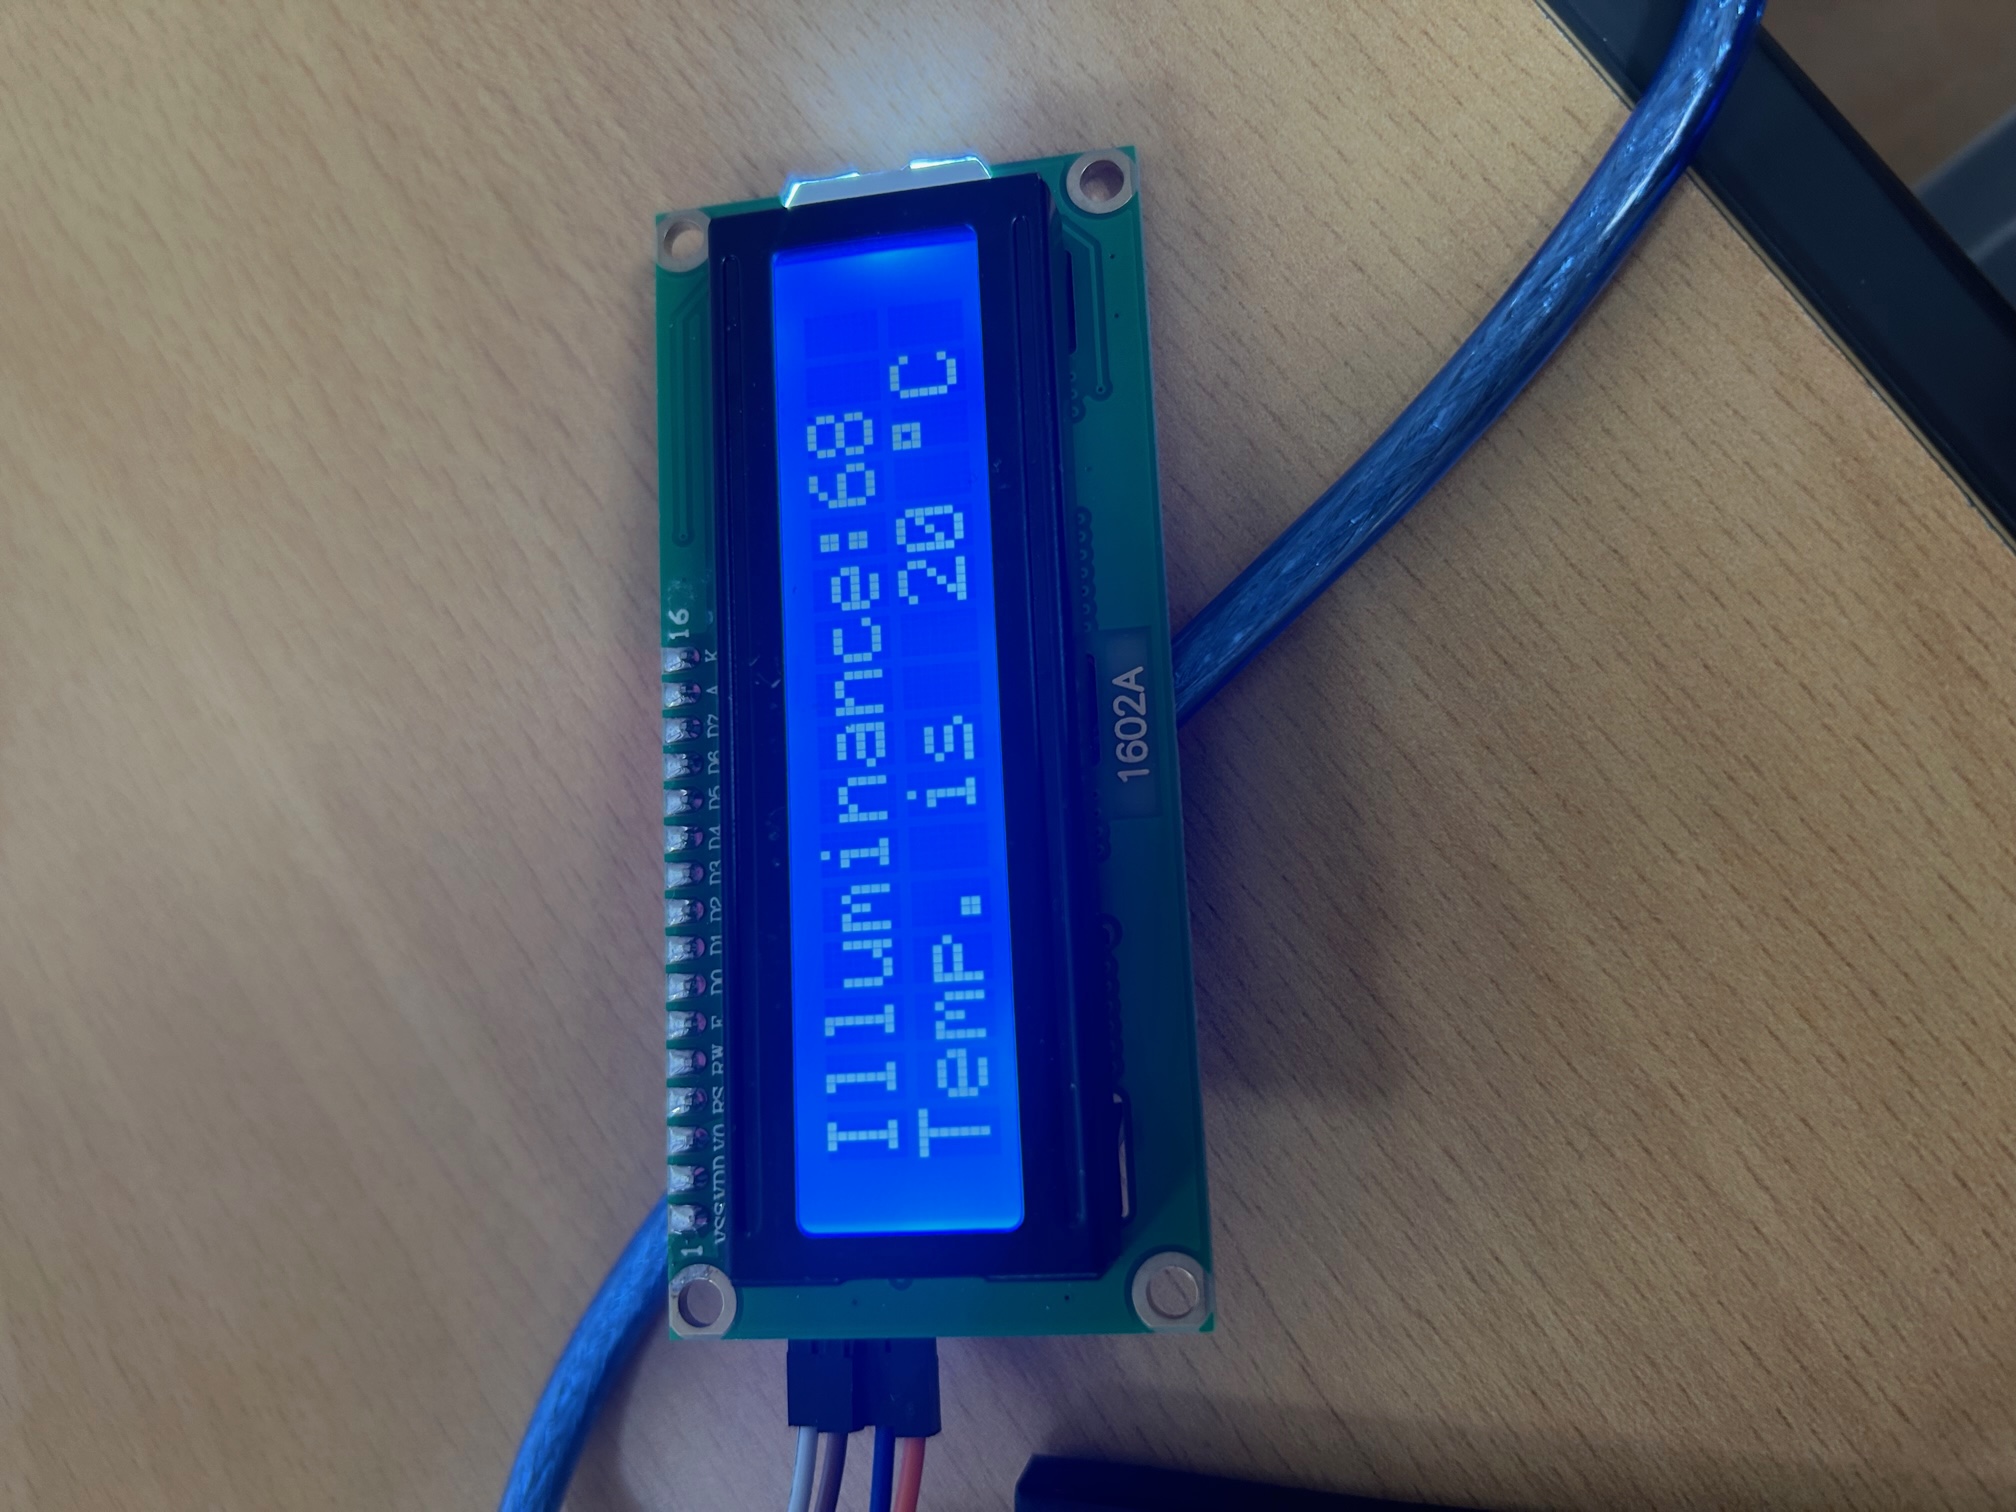 1 16
VSS VDD V0 RS RW E D0 D1 D2 D3 D4 D5 D6 D7 A K
Illuminance:68
Temp. is  20 °C
1602A